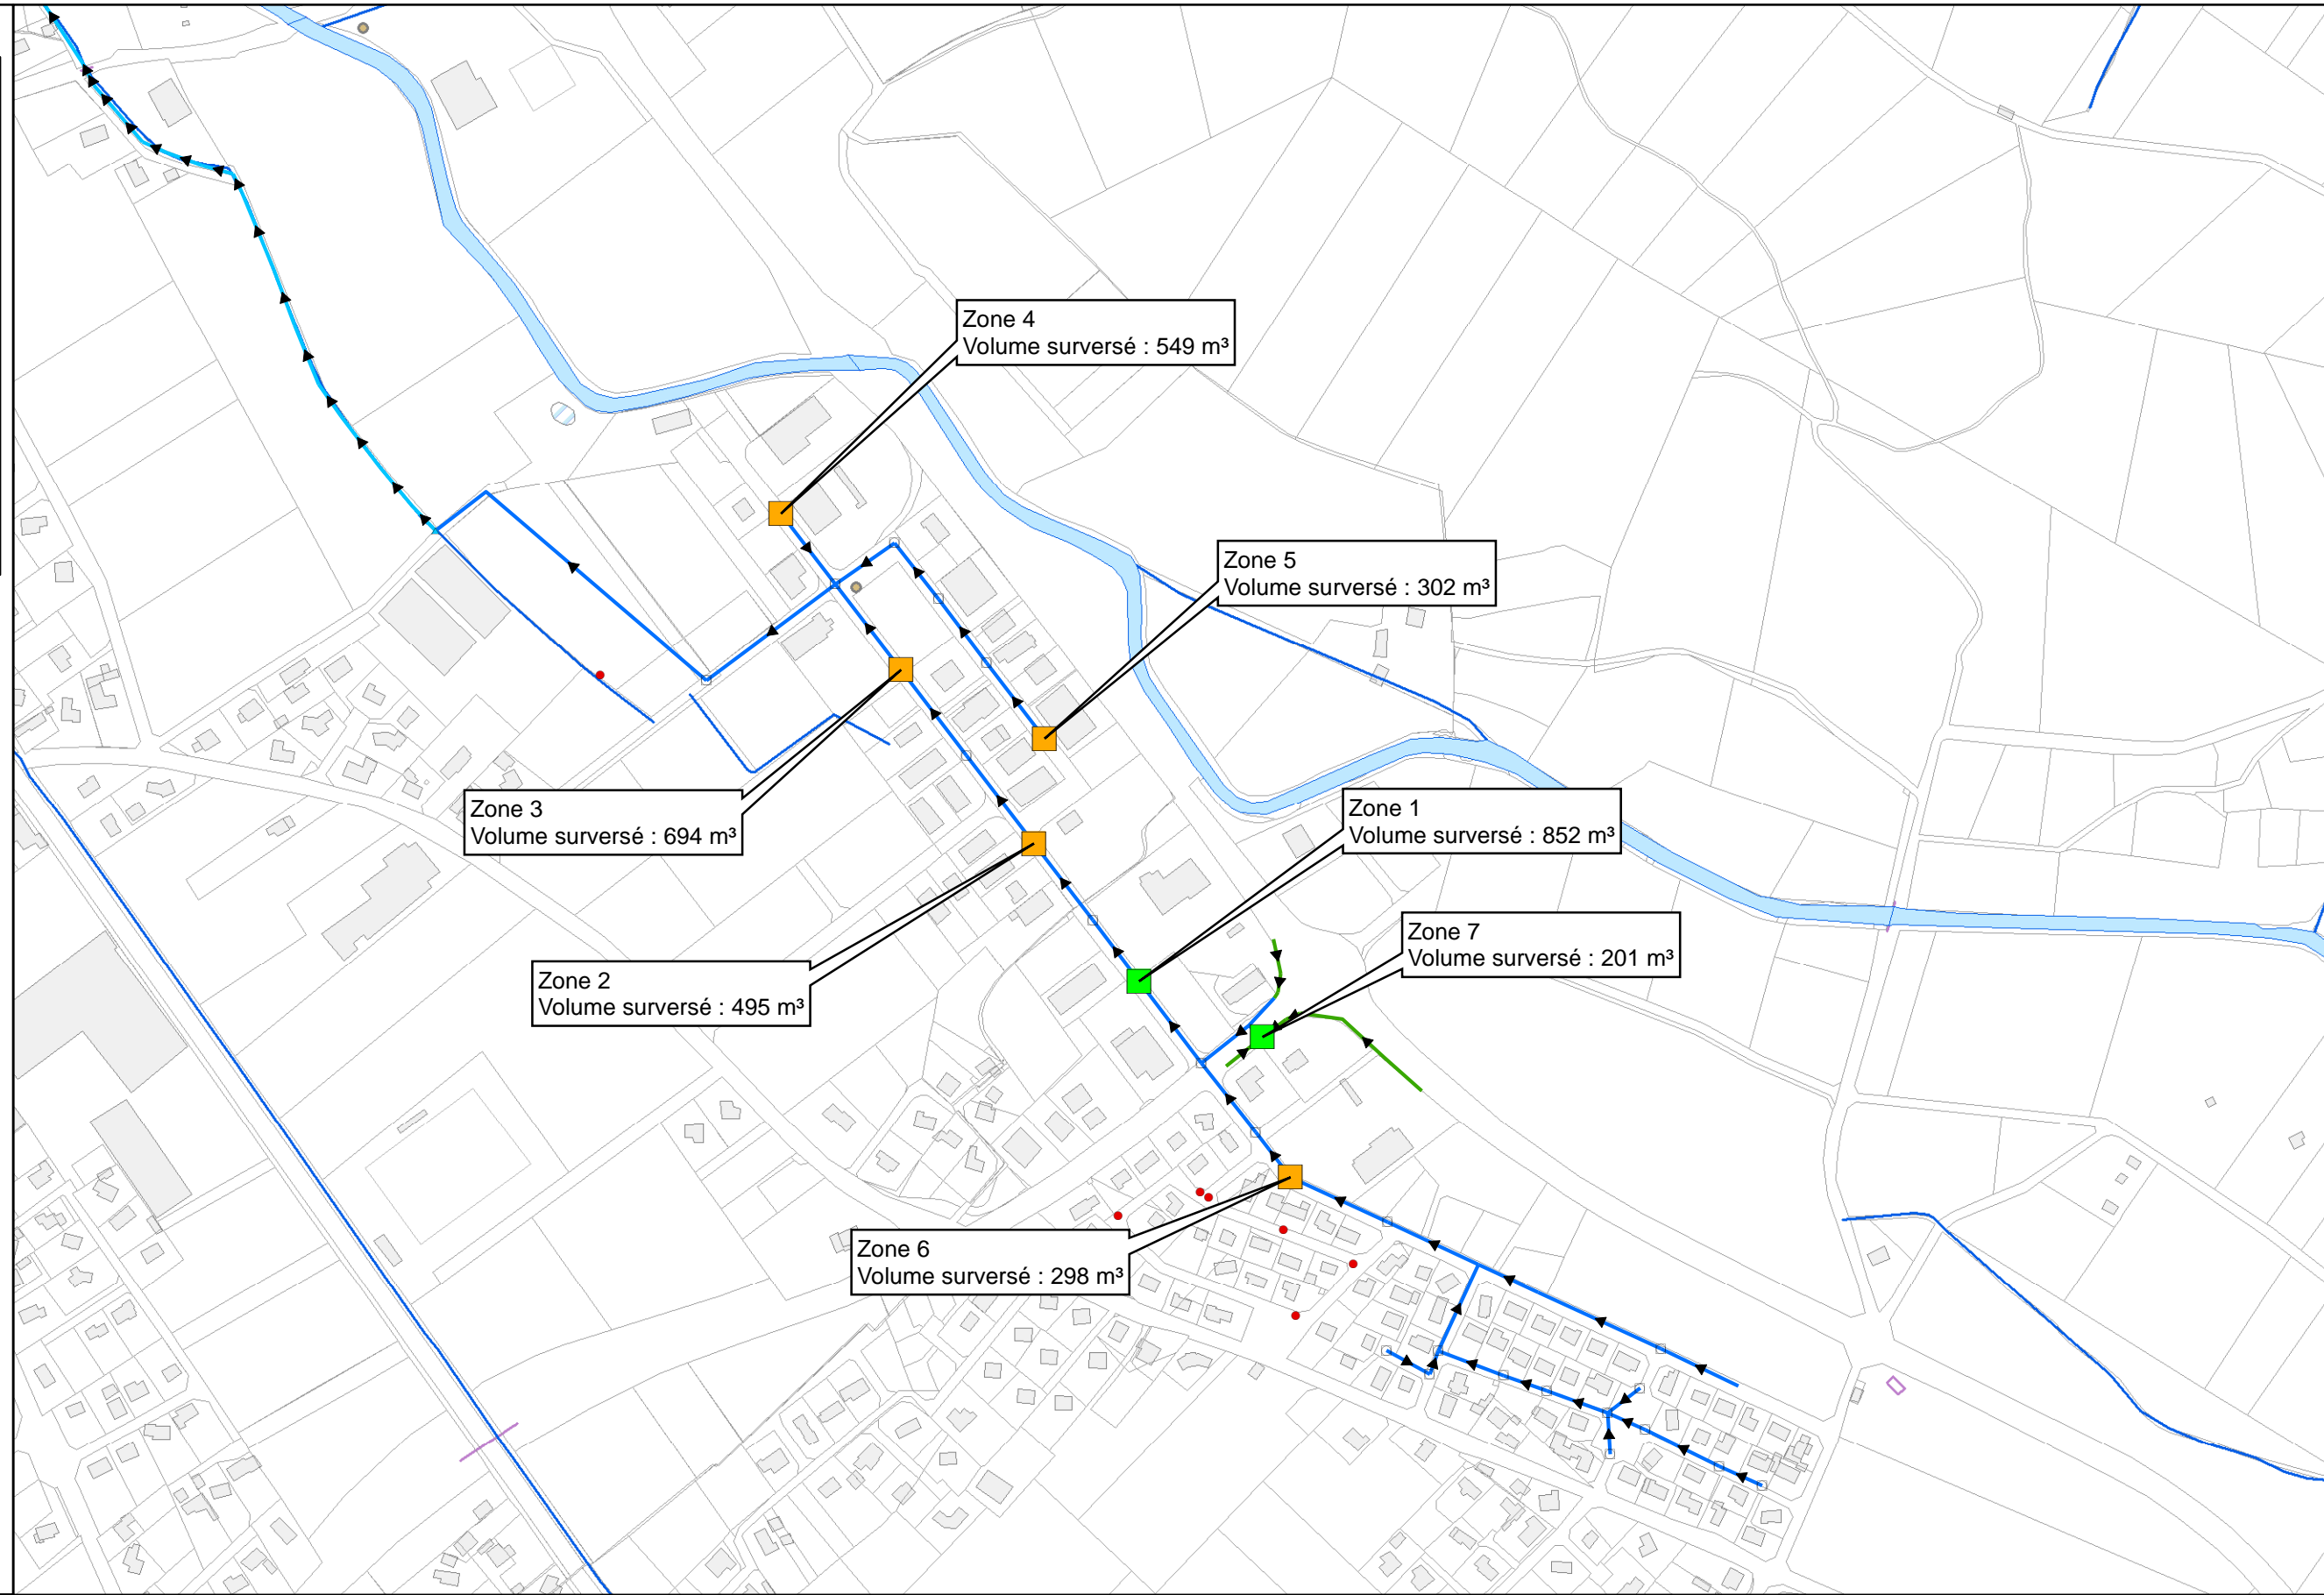 Zone 4
Volume surversé : 549 m³
Zone 5
Volume surversé : 302 m³
Zone 3
Volume surversé : 694 m³
Zone 1
Volume surversé : 852 m³
Zone 7
Volume surversé : 201 m³
Zone 2
Volume surversé : 495 m³
Zone 6
Volume surversé : 298 m³